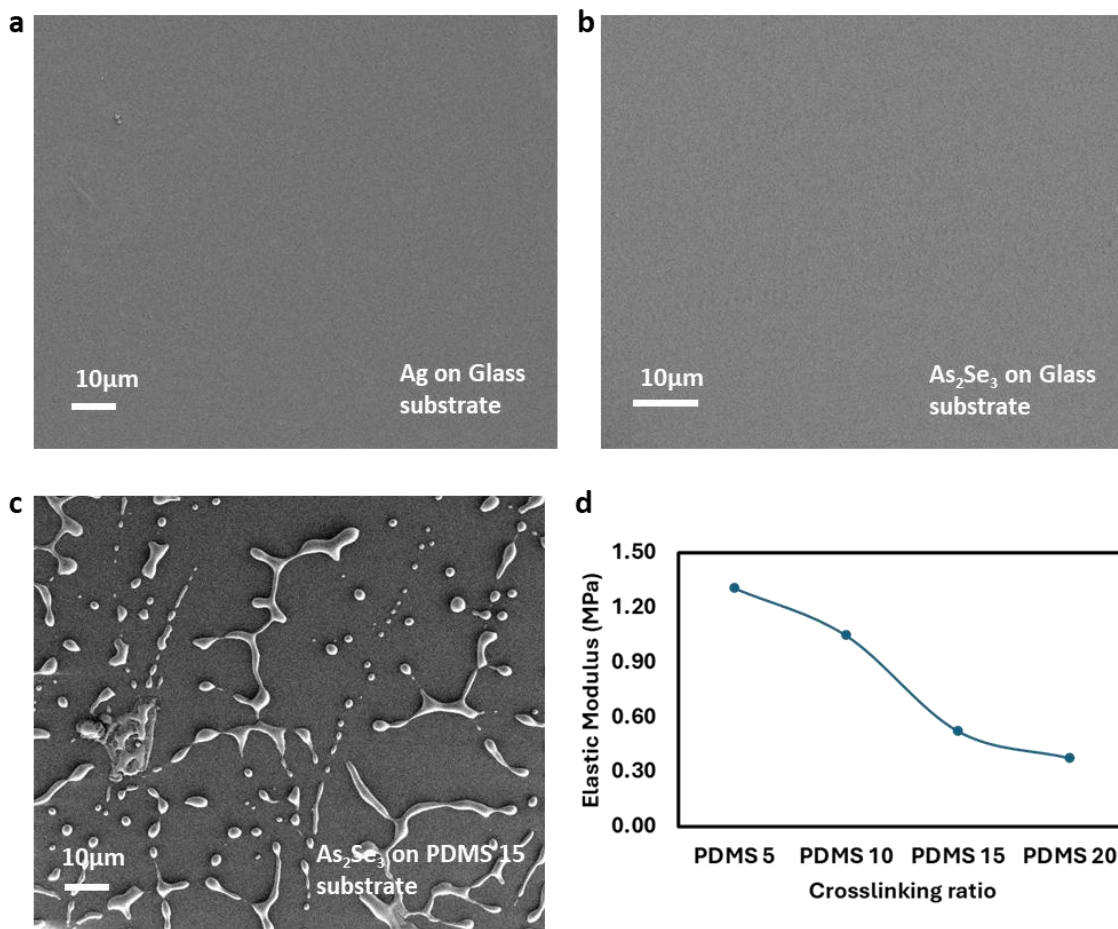 a
10μm
Ag on Glass
substrate
b
10μm
As₂Se₃ on Glass
substrate
c
10μm
As₂Se₃ on PDMS 15
substrate
d
Elastic Modulus (MPa)
1.50
1.20
0.90
0.60
0.30
0.00
PDMS 5 PDMS 10 PDMS 15 PDMS 20
Crosslinking ratio